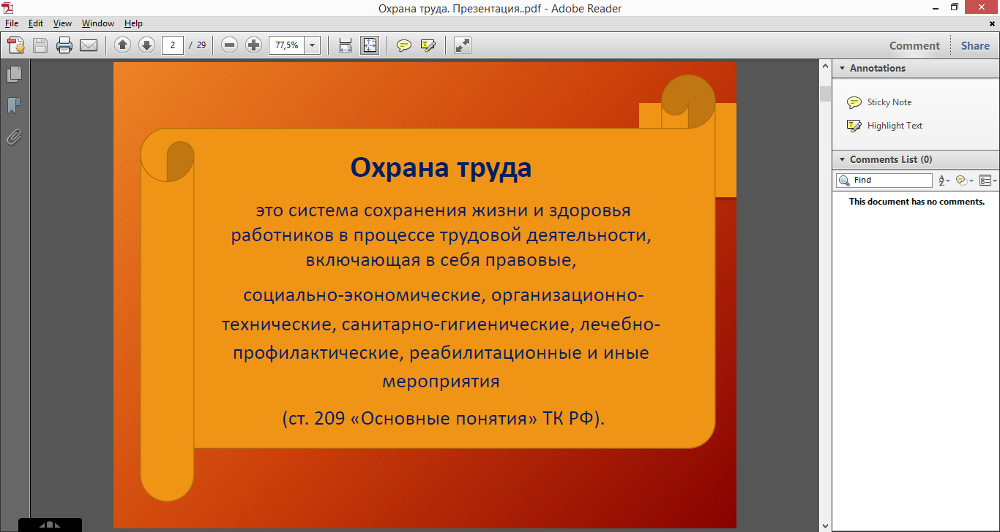 Охрана труда. Презентация..pdf - Adobe Reader
File Edit View Window Help
2 / 29 77,5% Comment Share
Annotations
Sticky Note
Highlight Text
Comments List (0)
Find
This document has no comments.
Охрана труда
это система сохранения жизни и здоровья
работников в процессе трудовой деятельности,
включающая в себя правовые,
социально-экономические, организационно-
технические, санитарно-гигиенические, лечебно-
профилактические, реабилитационные и иные
мероприятия
(ст. 209 «Основные понятия» ТК РФ).